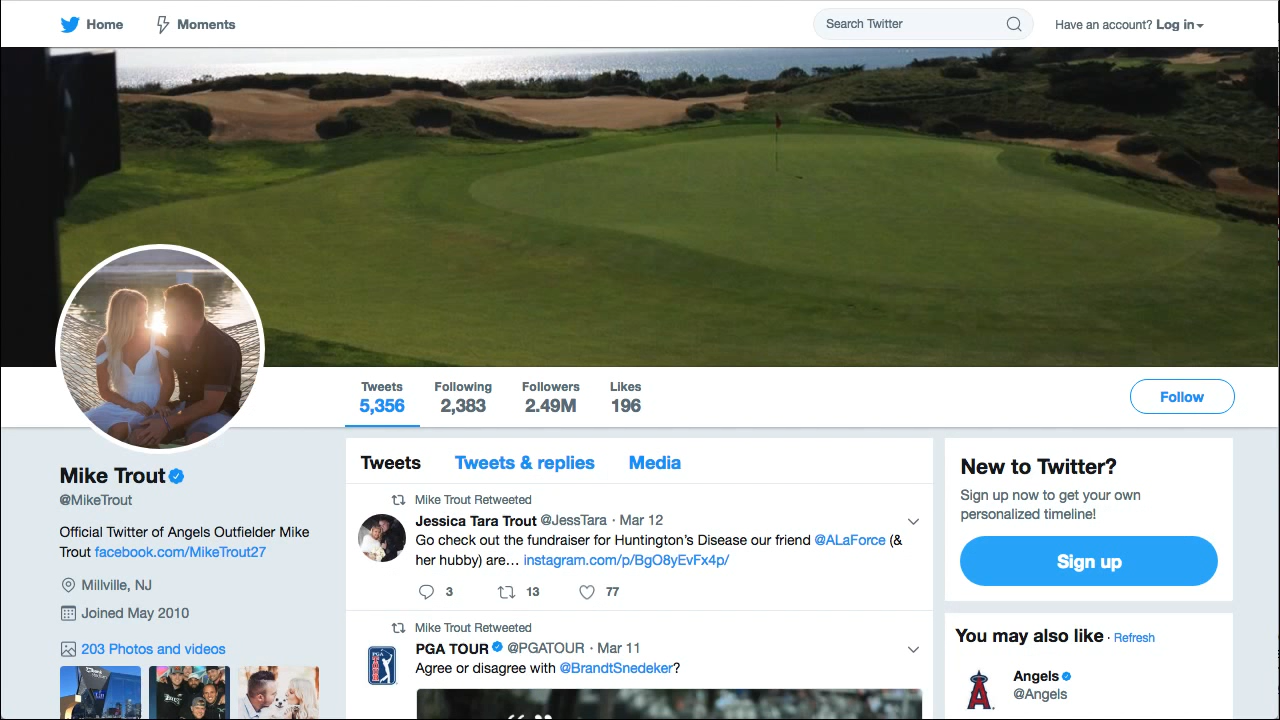 Home
Moments
Search Twitter
Have an account? Log in
Tweets
5,356
Following
2,383
Followers
2.49M
Likes
196
Follow
Mike Trout
@MikeTrout
Official Twitter of Angels Outfielder Mike
Trout facebook.com/MikeTrout27
Millville, NJ
Joined May 2010
203 Photos and videos
Tweets
Tweets & replies
Media
Mike Trout Retweeted
Jessica Tara Trout @JessTara · Mar 12
Go check out the fundraiser for Huntington's Disease our friend @ALaForce (&
her hubby) are… instagram.com/p/BgO8yEvFx4p/
3
13
77
Mike Trout Retweeted
PGA TOUR @PGATOUR · Mar 11
Agree or disagree with @BrandtSnedeker?
New to Twitter?
Sign up now to get your own
personalized timeline!
Sign up
You may also like · Refresh
Angels
@Angels